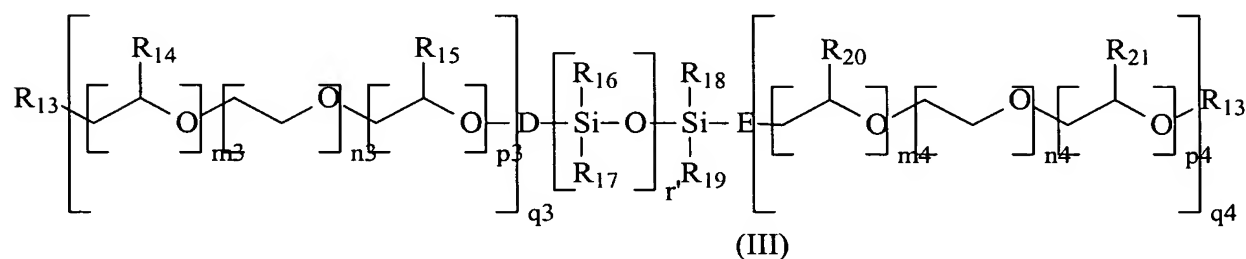 R14 R15 R16 R18 R20 R21
R13 O O O D Si O Si E O O O R13
m3 n3 p3 R17 r' R19 m4 n4 p4
q3 q4
(III)